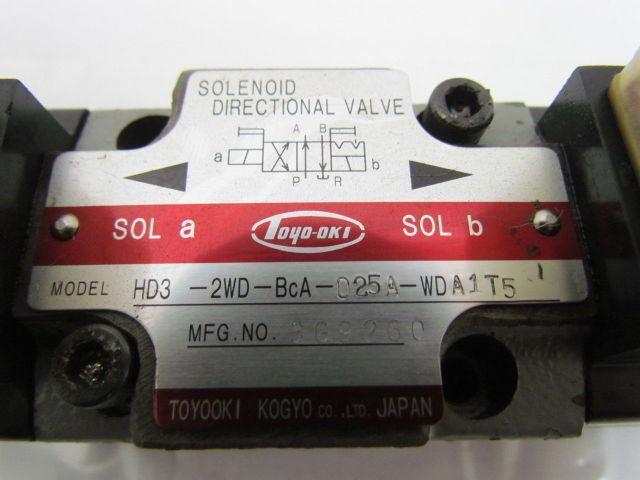 SOLENOID
DIRECTIONAL VALVE
A B
a b
P R
SOL a TOYO-OKI SOL b
MODEL HD3 -2WD-BcA-025A-WDA1T5
MFG.NO.
TOYOOKI KOGYO CO.,LTD. JAPAN